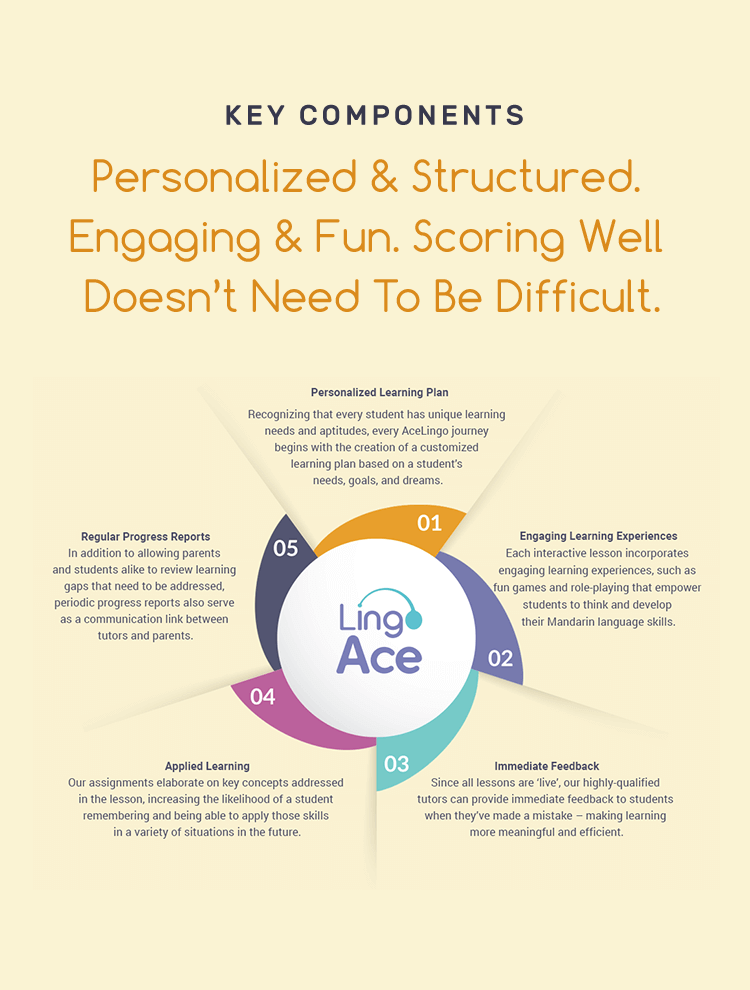 KEY COMPONENTS
Personalized & Structured.
Engaging & Fun. Scoring Well
Doesn't Need To Be Difficult.
Personalized Learning Plan
Recognizing that every student has unique learning
needs and aptitudes, every AceLingo journey
begins with the creation of a customized
learning plan based on a student's
needs, goals, and dreams.
01
Engaging Learning Experiences
Each interactive lesson incorporates
engaging learning experiences, such as
fun games and role-playing that empower
students to think and develop
their Mandarin language skills.
02
Immediate Feedback
Since all lessons are ‘live’, our highly-qualified
tutors can provide immediate feedback to students
when they've made a mistake – making learning
more meaningful and efficient.
03
Applied Learning
Our assignments elaborate on key concepts addressed
in the lesson, increasing the likelihood of a student
remembering and being able to apply those skills
in a variety of situations in the future.
04
Regular Progress Reports
In addition to allowing parents
and students alike to review learning
gaps that need to be addressed,
periodic progress reports also serve
as a communication link between
tutors and parents.
05
Lingo
Ace